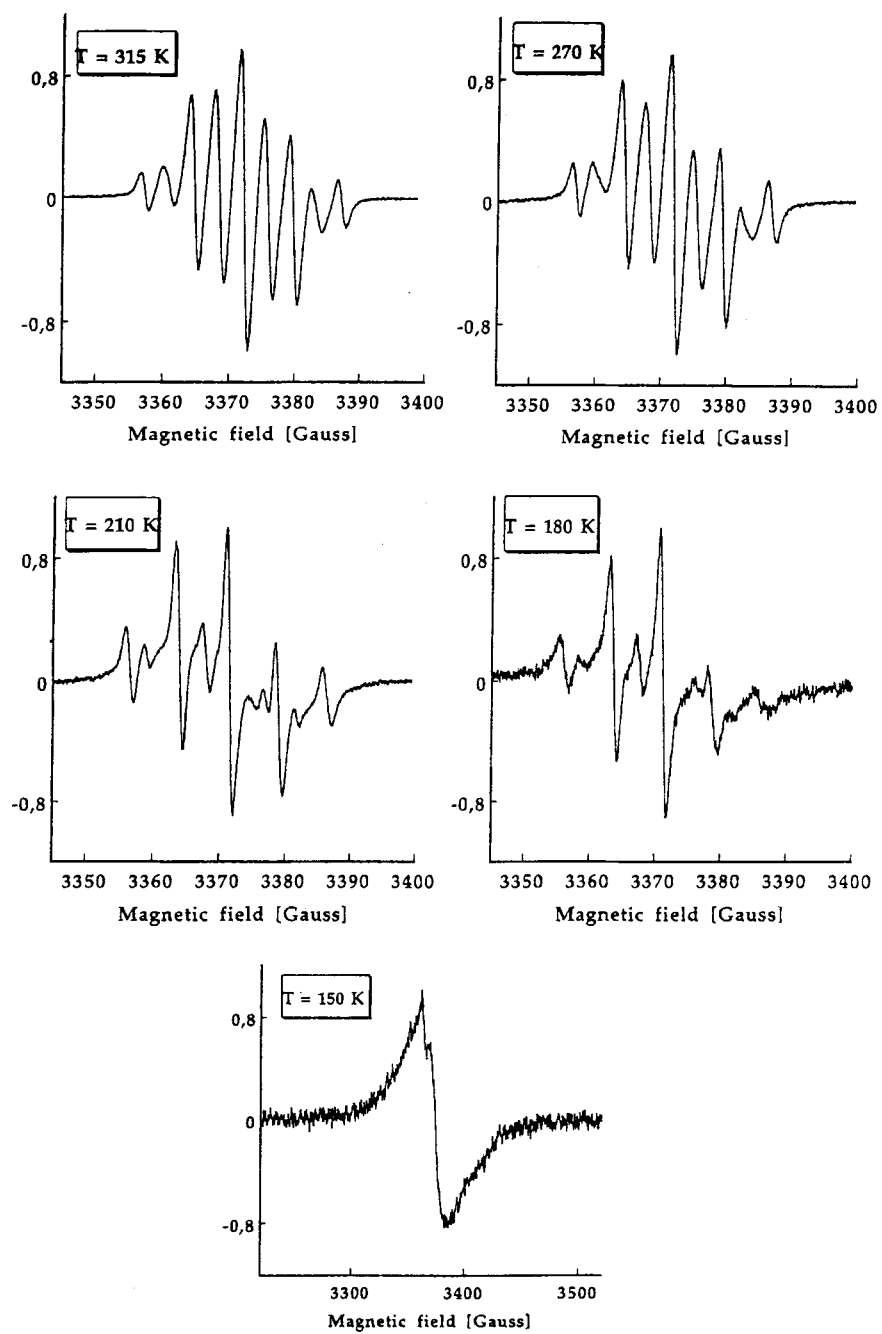 T = 315 K
0,8
0
-0,8
3350 3360 3370 3380 3390 3400
Magnetic field [Gauss]
T = 270 K
0,8
0
-0,8
3350 3360 3370 3380 3390 3400
Magnetic field [Gauss]
T = 210 K
0,8
0
-0,8
3350 3360 3370 3380 3390 3400
Magnetic field [Gauss]
T = 180 K
0,8
0
-0,8
3350 3360 3370 3380 3390 3400
Magnetic field [Gauss]
T = 150 K
0,8
0
-0,8
3300 3400 3500
Magnetic field [Gauss]